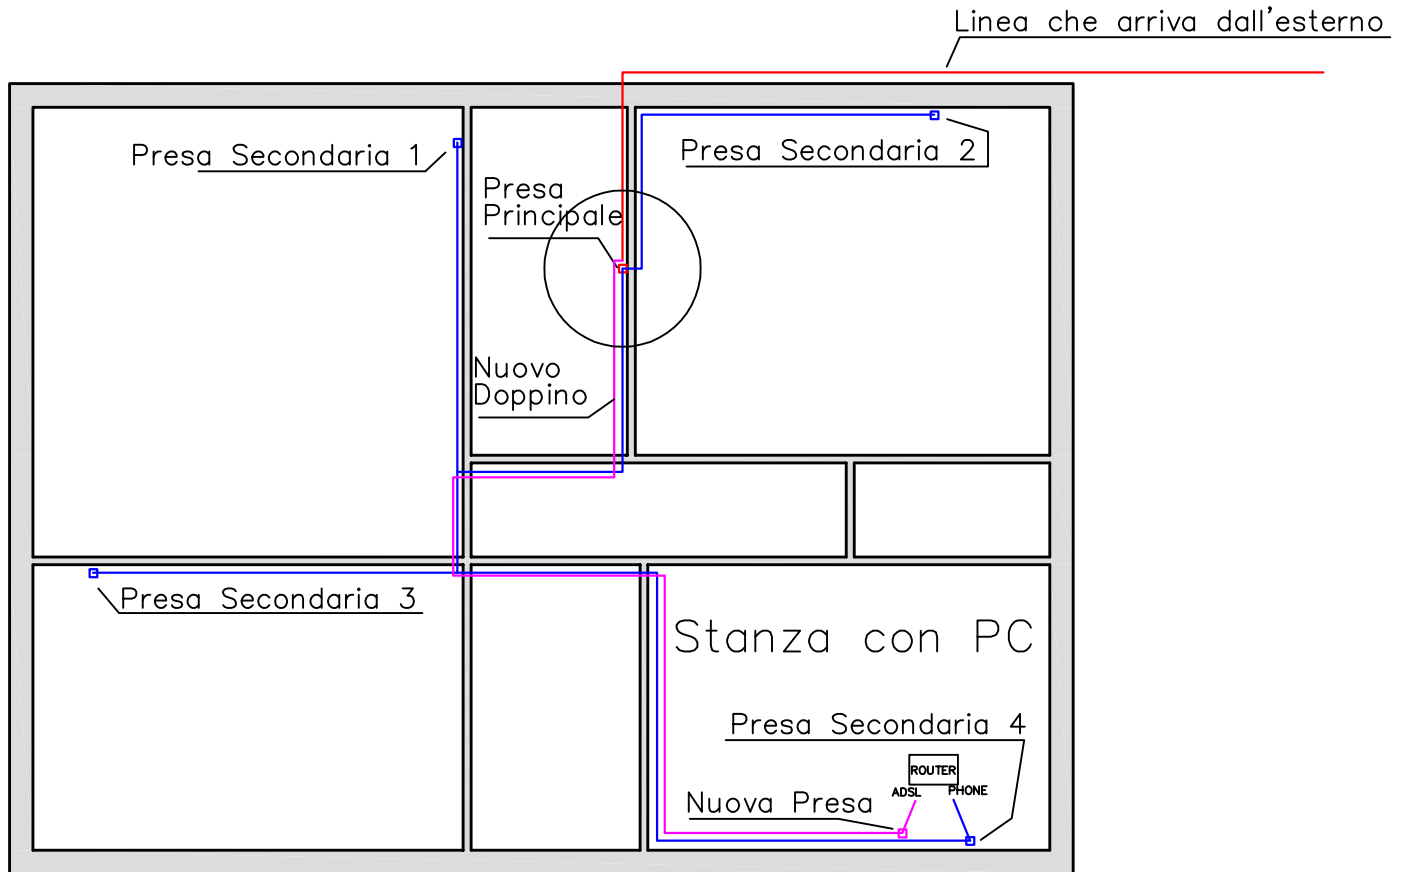 Linea che arriva dall'esterno
Presa Secondaria 1
Presa Secondaria 2
Presa
Principale
Nuovo
Doppino
Presa Secondaria 3
Stanza con PC
Presa Secondaria 4
ROUTER
ADSL
PHONE
Nuova Presa